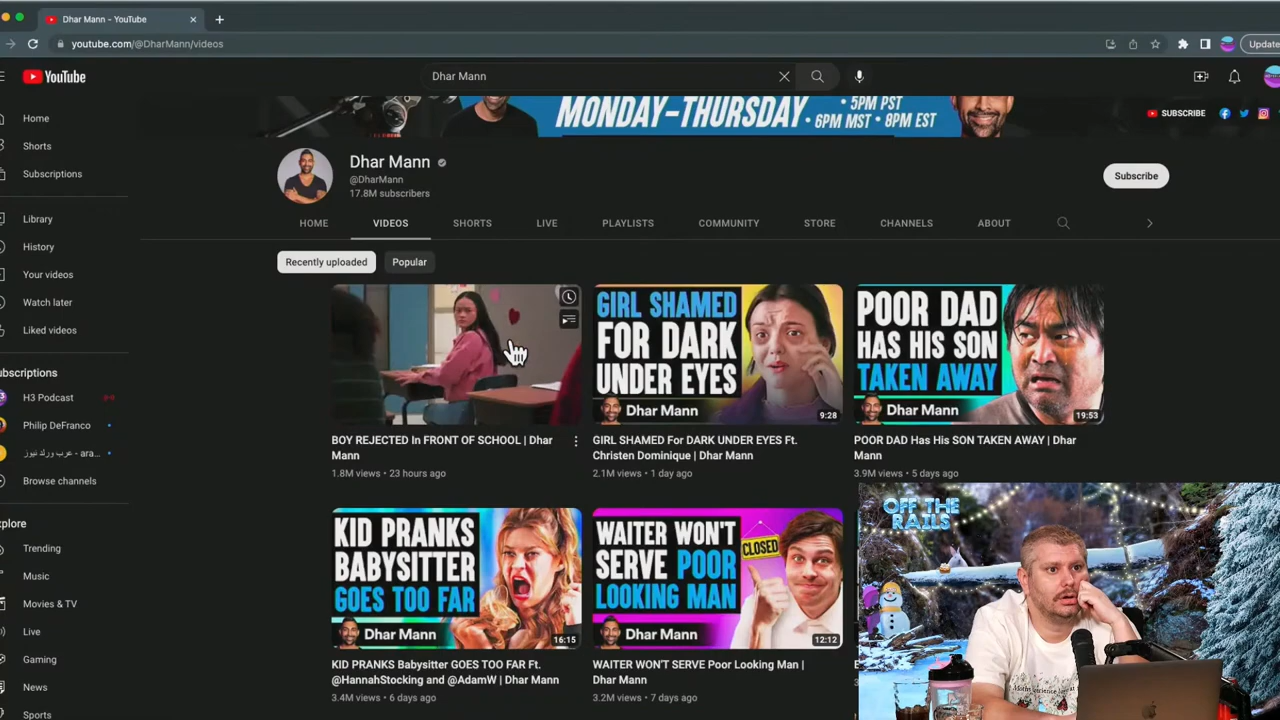 Dhar Mann - YouTube
youtube.com/@DharMann/videos
Update
YouTube
Dhar Mann
MONDAY-THURSDAY
• 5PM PST
• 6PM MST • 8PM EST
SUBSCRIBE
Home
Shorts
Subscriptions
Library
History
Your videos
Watch later
Liked videos
ubscriptions
H3 Podcast
Philip DeFranco
عرب ورلد نيوز - ara...
Browse channels
xplore
Trending
Music
Movies & TV
Live
Gaming
News
Sports
Dhar Mann
@DharMann
17.8M subscribers
Subscribe
HOME
VIDEOS
SHORTS
LIVE
PLAYLISTS
COMMUNITY
STORE
CHANNELS
ABOUT
Recently uploaded
Popular
BOY REJECTED In FRONT OF SCHOOL | Dhar
Mann
1.8M views • 23 hours ago
GIRL SHAMED
FOR DARK
UNDER EYES
Dhar Mann
9:28
GIRL SHAMED For DARK UNDER EYES Ft.
Christen Dominique | Dhar Mann
2.1M views • 1 day ago
POOR DAD
HAS HIS SON
TAKEN AWAY
Dhar Mann
19:53
POOR DAD Has His SON TAKEN AWAY | Dhar
Mann
3.9M views • 5 days ago
KID PRANKS
BABYSITTER
GOES TOO FAR
Dhar Mann
16:15
KID PRANKS Babysitter GOES TOO FAR Ft.
@HannahStocking and @AdamW | Dhar Mann
3.4M views • 6 days ago
WAITER WON'T
SERVE POOR
LOOKING MAN
CLOSED
Dhar Mann
12:12
WAITER WON'T SERVE Poor Looking Man |
Dhar Mann
3.2M views • 7 days ago
OFF THE
RAILS